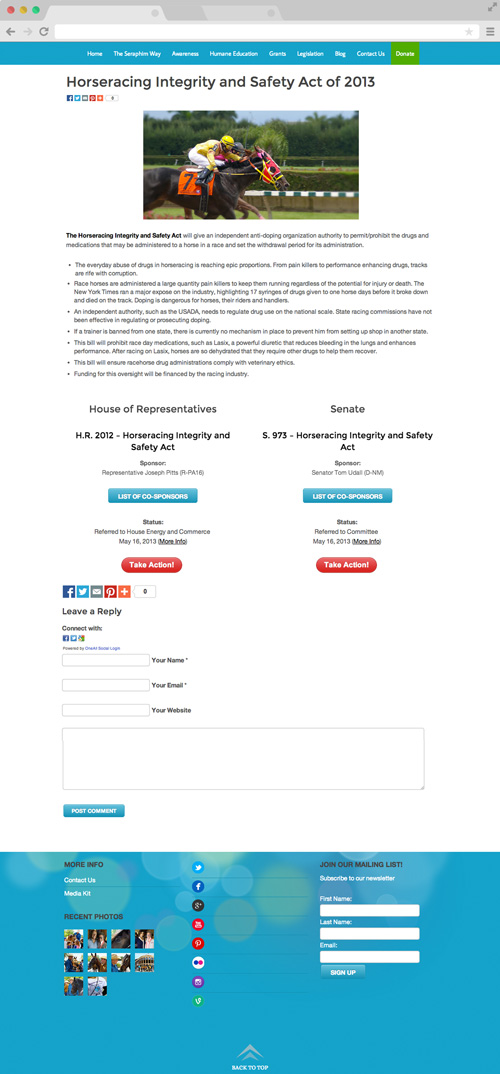 Home The Seraphim Way Awareness Humane Education Grants Legislation Blog Contact Us Donate
Horseracing Integrity and Safety Act of 2013
7
The Horseracing Integrity and Safety Act will give an independent anti-doping organization authority to permit/prohibit the drugs and
medications that may be administered to a horse in a race and set the withdrawal period for its administration.
• The everyday abuse of drugs in horseracing is reaching epic proportions. From pain killers to performance enhancing drugs, tracks
are rife with corruption.
• Race horses are administered a large quantity pain killers to keep them running regardless of the potential for injury or death. The
New York Times ran a major expose on the industry, highlighting 17 syringes of drugs given to one horse days before it broke down
and died on the track. Doping is dangerous for horses, their riders and handlers.
• An independent authority, such as the USADA, needs to regulate drug use on the national scale. State racing commissions have not
been effective in regulating or prosecuting doping.
• If a trainer is banned from one state, there is currently no mechanism in place to prevent him from setting up shop in another state.
• This bill will prohibit race day medications, such as Lasix, a powerful diuretic that reduces bleeding in the lungs and enhances
performance. After racing on Lasix, horses are so dehydrated that they require other drugs to help them recover.
• This bill will ensure racehorse drug administrations comply with veterinary ethics.
• Funding for this oversight will be financed by the racing industry.
House of Representatives
H.R. 2012 – Horseracing Integrity and
Safety Act
Sponsor:
Representative Joseph Pitts (R-PA16)
LIST OF CO-SPONSORS
Status:
Referred to House Energy and Commerce
May 16, 2013 (More Info)
Take Action!
Senate
S. 973 – Horseracing Integrity and Safety
Act
Sponsor:
Senator Tom Udall (D-NM)
LIST OF CO-SPONSORS
Status:
Referred to Committee
May 16, 2013 (More Info)
Take Action!
0
Leave a Reply
Connect with:
Powered by OneAll Social Login
Your Name *
Your Email *
Your Website
POST COMMENT
MORE INFO
Contact Us
Media Kit
RECENT PHOTOS
JOIN OUR MAILING LIST!
Subscribe to our newsletter
First Name:
Last Name:
Email:
SIGN UP
BACK TO TOP